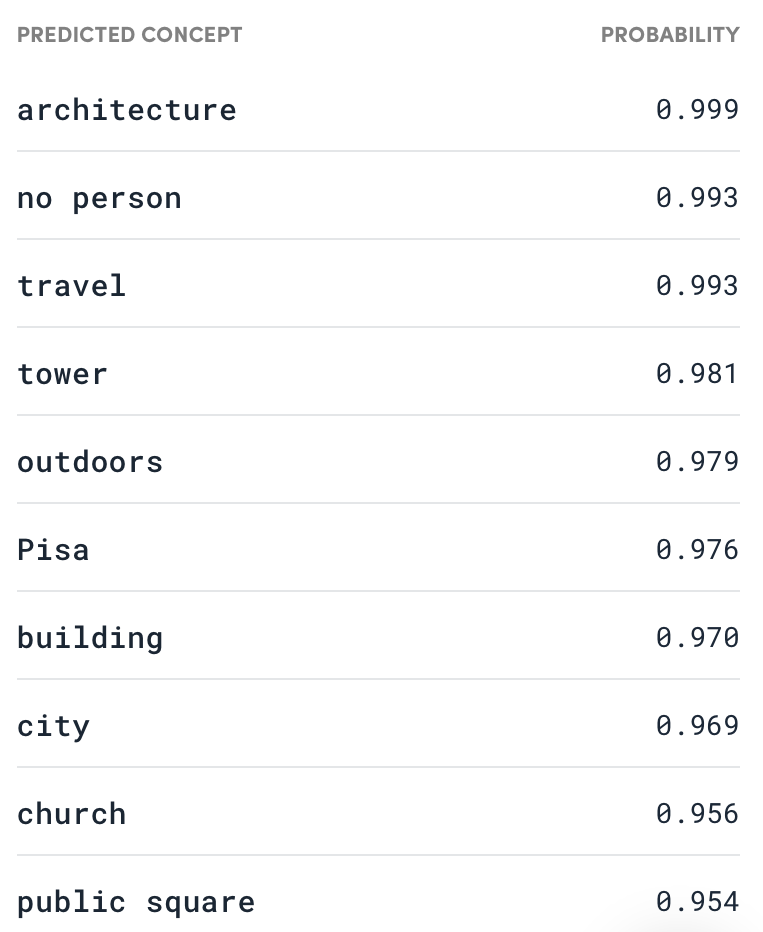 PREDICTED CONCEPT PROBABILITY
architecture 0.999
no person 0.993
travel 0.993
tower 0.981
outdoors 0.979
Pisa 0.976
building 0.970
city 0.969
church 0.956
public square 0.954